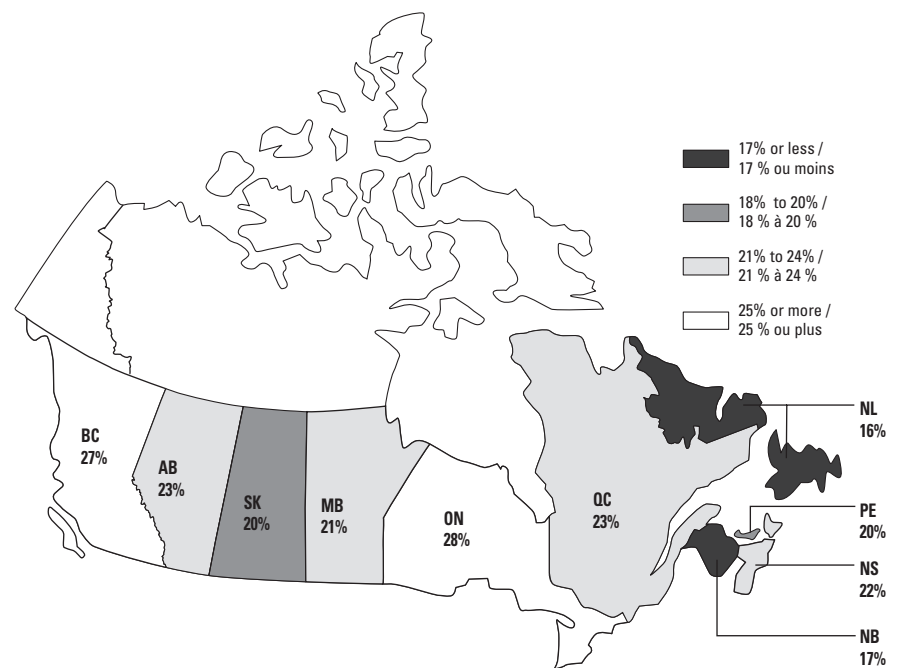 17% or less /
17 % ou moins
18% to 20% /
18 % à 20 %
21% to 24% /
21 % à 24 %
25% or more /
25 % ou plus
BC
27%
AB
23%
SK
20%
MB
21%
ON
28%
QC
23%
NL
16%
PE
20%
NS
22%
NB
17%